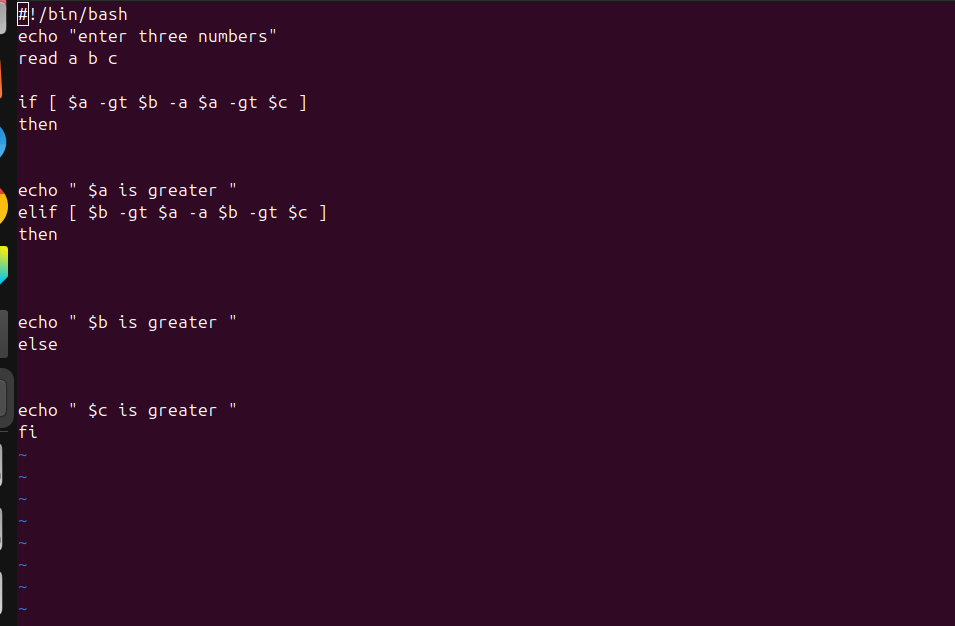 #!/bin/bash
echo "enter three numbers"
read a b c
if [ $a -gt $b -a $a -gt $c ]
then
echo " $a is greater "
elif [ $b -gt $a -a $b -gt $c ]
then
echo " $b is greater "
else
echo " $c is greater "
fi
~
~
~
~
~
~
~
~